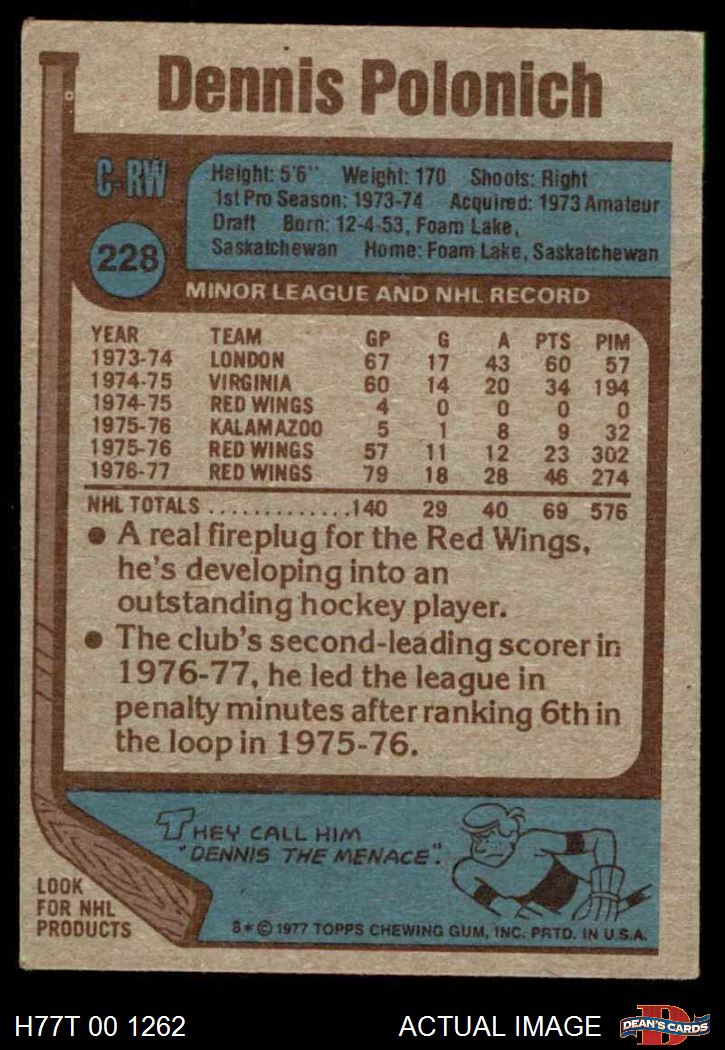 Dennis Polonich
C-RW
228
Height: 5'6" Weight: 170 Shoots: Right
1st Pro Season: 1973-74 Acquired: 1973 Amateur
Draft Born: 12-4-53, Foam Lake,
Saskatchewan Home: Foam Lake, Saskatchewan
MINOR LEAGUE AND NHL RECORD
YEAR TEAM GP G A PTS PIM
1973-74 LONDON 67 17 43 60 57
1974-75 VIRGINIA 60 14 20 34 194
1974-75 RED WINGS 4 0 0 0 0
1975-76 KALAMAZOO 5 1 8 9 32
1975-76 RED WINGS 57 11 12 23 302
1976-77 RED WINGS 79 18 28 46 274
NHL TOTALS .............140 29 40 69 576
● A real fireplug for the Red Wings,
he's developing into an
outstanding hockey player.
● The club's second-leading scorer in
1976-77, he led the league in
penalty minutes after ranking 6th in
the loop in 1975-76.
THEY CALL HIM
"DENNIS THE MENACE".
LOOK
FOR NHL
PRODUCTS
8*© 1977 TOPPS CHEWING GUM, INC. PRTD. IN U.S.A.
H77T 00 1262 ACTUAL IMAGE
D
DEAN'S CARDS